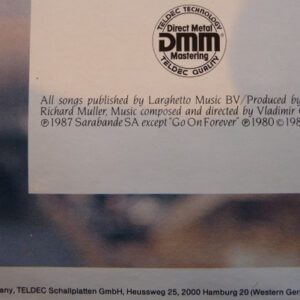 TELDEC TECHNOLOGY
Direct Metal
DMM
Mastering
TELDEC QUALITY
All songs published by Larghetto Music BV/Produced by
Richard Muller, Music composed and directed by Vladimir
℗ 1987 Sarabande SA except "Go On Forever" ℗ 1980 © 198
any, TELDEC Schallplatten GmbH, Heussweg 25, 2000 Hamburg 20 (Western Ger